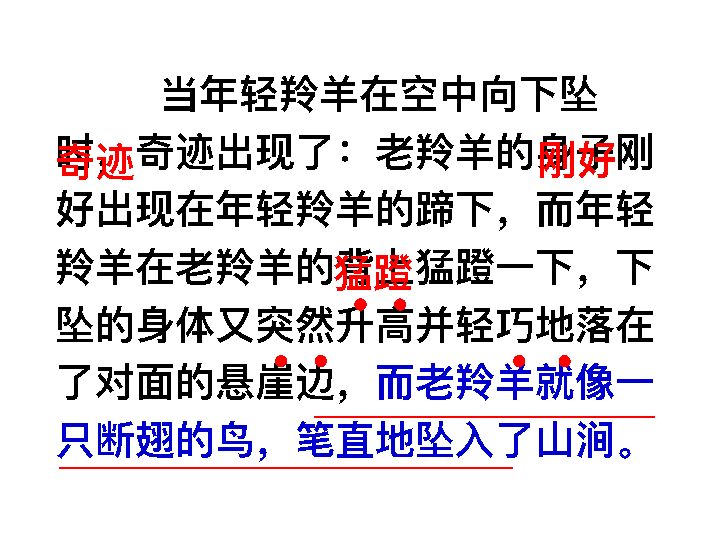 当年轻羚羊在空中向下坠
时，奇迹出现了：老羚羊的身子刚
好出现在年轻羚羊的蹄下，而年轻
羚羊在老羚羊的背上猛蹬一下，下
坠的身体又突然升高并轻巧地落在
了对面的悬崖边，而老羚羊就像一
只断翅的鸟，笔直地坠入了山涧。
奇迹
刚好
猛蹬